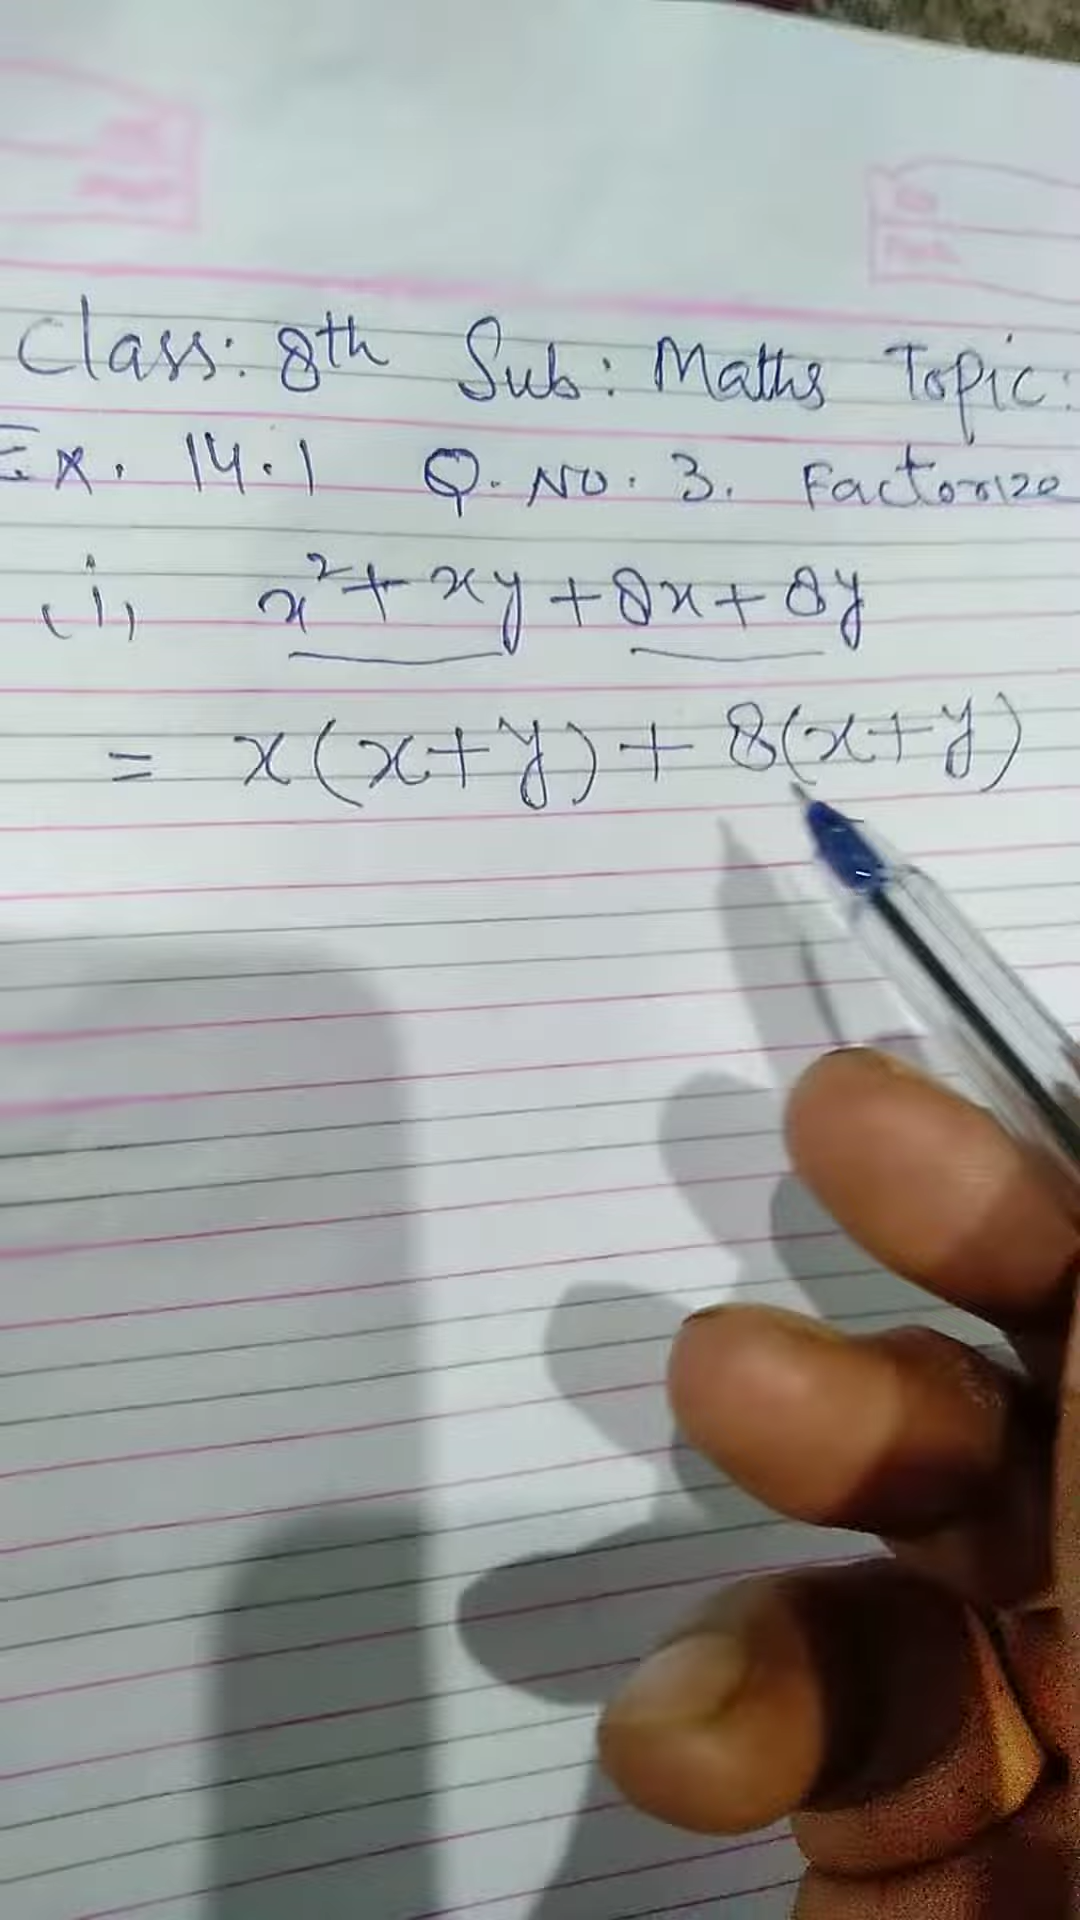 Class: 8th Sub: Maths Topic:
Ex. 14.1 Q. No. 3. Factorize
(i) x² + xy + 8x + 8y
= x(x+y) + 8(x+y)